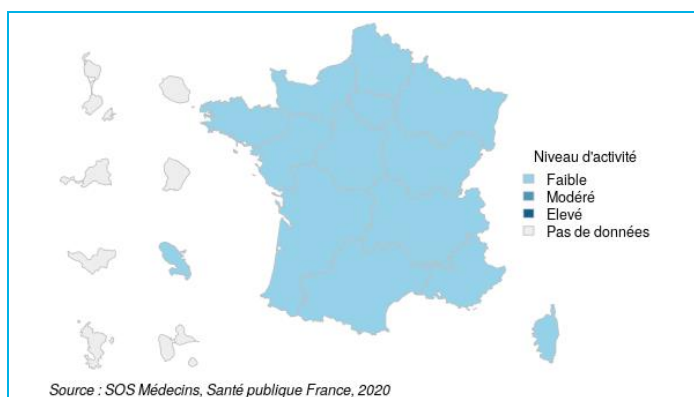 Niveau d'activité
Faible
Modéré
Elevé
Pas de données
Source : SOS Médecins, Santé publique France, 2020